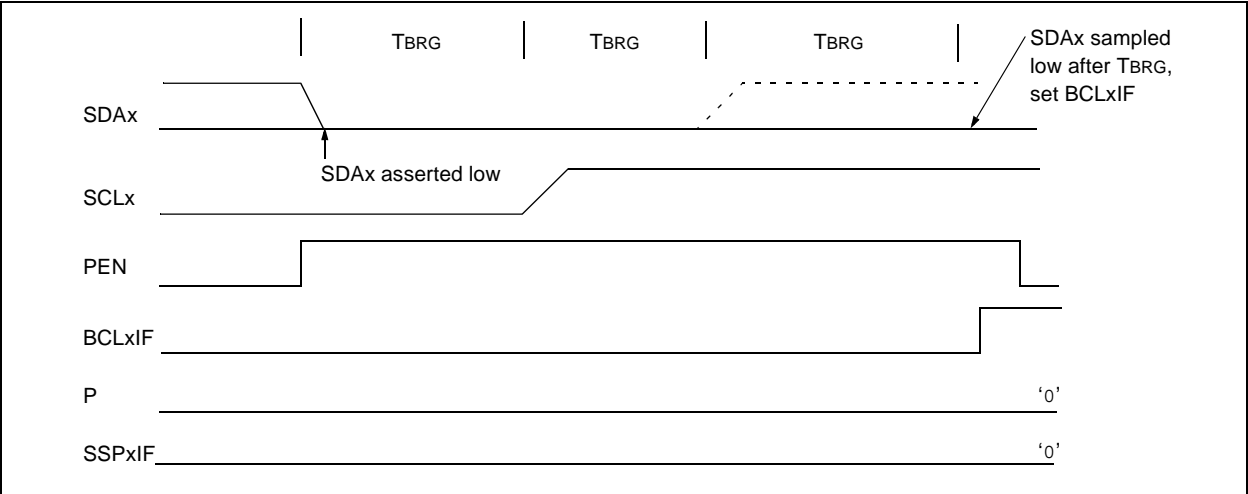 TBRG TBRG TBRG
SDAx sampled
low after TBRG,
set BCLxIF
SDAx
SDAx asserted low
SCLx
PEN
BCLxIF
P '0'
SSPxIF '0'